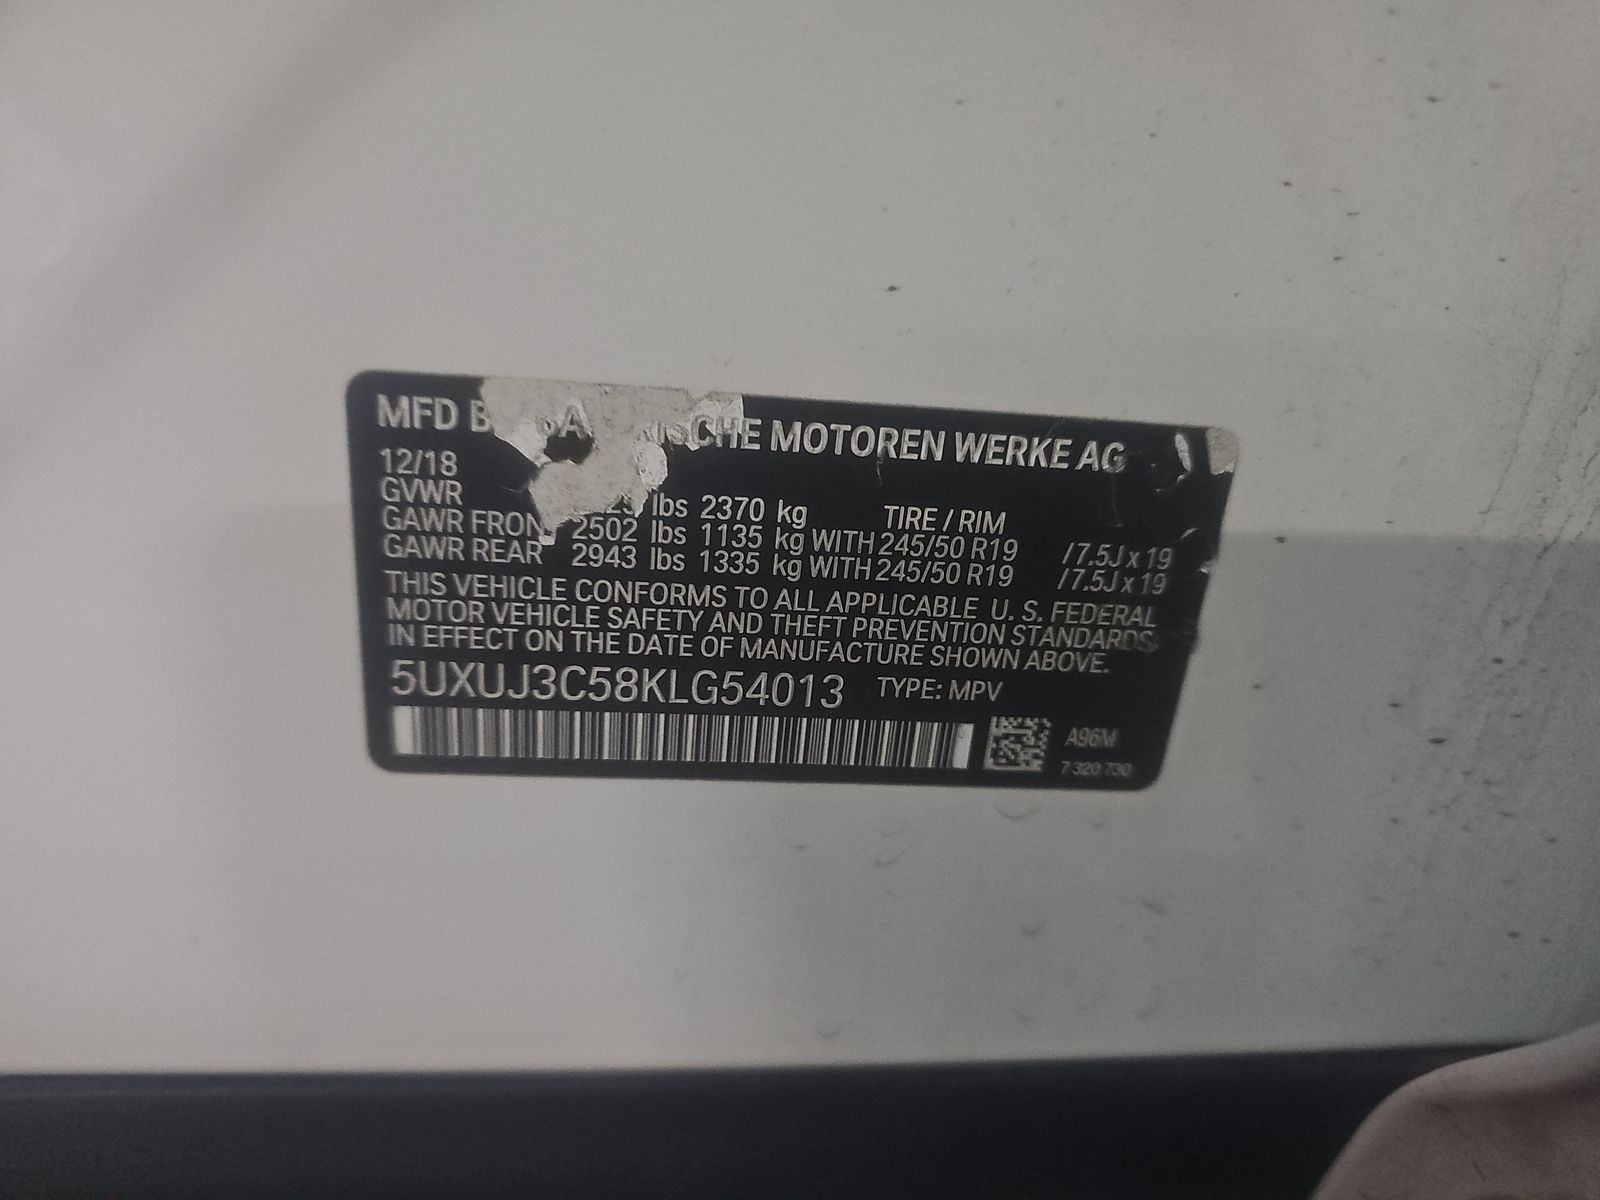 MFD MOTOREN WERKE AG
12/18
GVWR lbs 2370 kg TIRE / RIM
GAWR FRON 2502 lbs 1135 kg WITH 245/50 R19 / 7.5J x 19
GAWR REAR 2943 lbs 1335 kg WITH 245/50 R19 / 7.5J x 19
THIS VEHICLE CONFORMS TO ALL APPLICABLE U. S. FEDERAL
MOTOR VEHICLE SAFETY AND THEFT PREVENTION STANDARDS
IN EFFECT ON THE DATE OF MANUFACTURE SHOWN ABOVE.
5UXUJ3C58KLG54013 TYPE: MPV
A96M
7 320 730